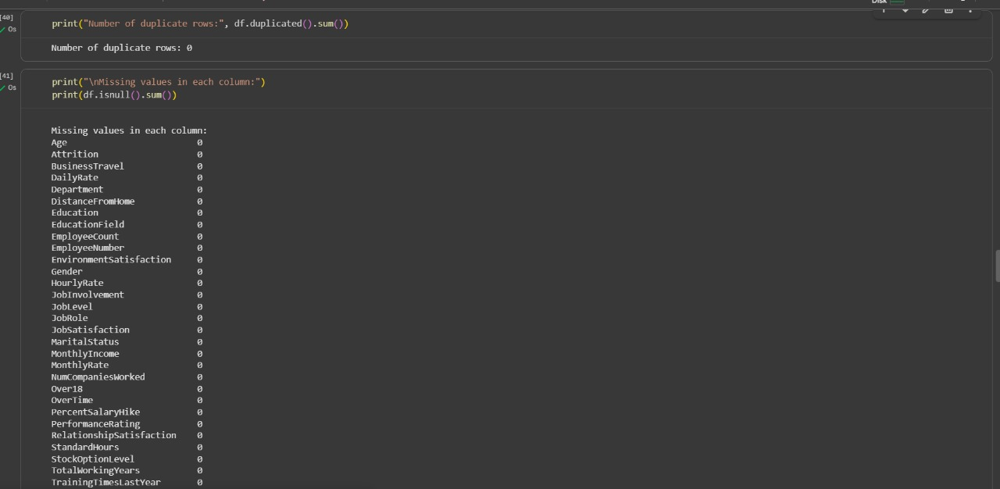 Disk
[40]
0s
print("Number of duplicate rows:", df.duplicated().sum())
Number of duplicate rows: 0
[41]
0s
print("\nMissing values in each column:")
print(df.isnull().sum())
Missing values in each column:
Age 0
Attrition 0
BusinessTravel 0
DailyRate 0
Department 0
DistanceFromHome 0
Education 0
EducationField 0
EmployeeCount 0
EmployeeNumber 0
EnvironmentSatisfaction 0
Gender 0
HourlyRate 0
JobInvolvement 0
JobLevel 0
JobRole 0
JobSatisfaction 0
MaritalStatus 0
MonthlyIncome 0
MonthlyRate 0
NumCompaniesWorked 0
Over18 0
OverTime 0
PercentSalaryHike 0
PerformanceRating 0
RelationshipSatisfaction 0
StandardHours 0
StockOptionLevel 0
TotalWorkingYears 0
TrainingTimesLastYear 0